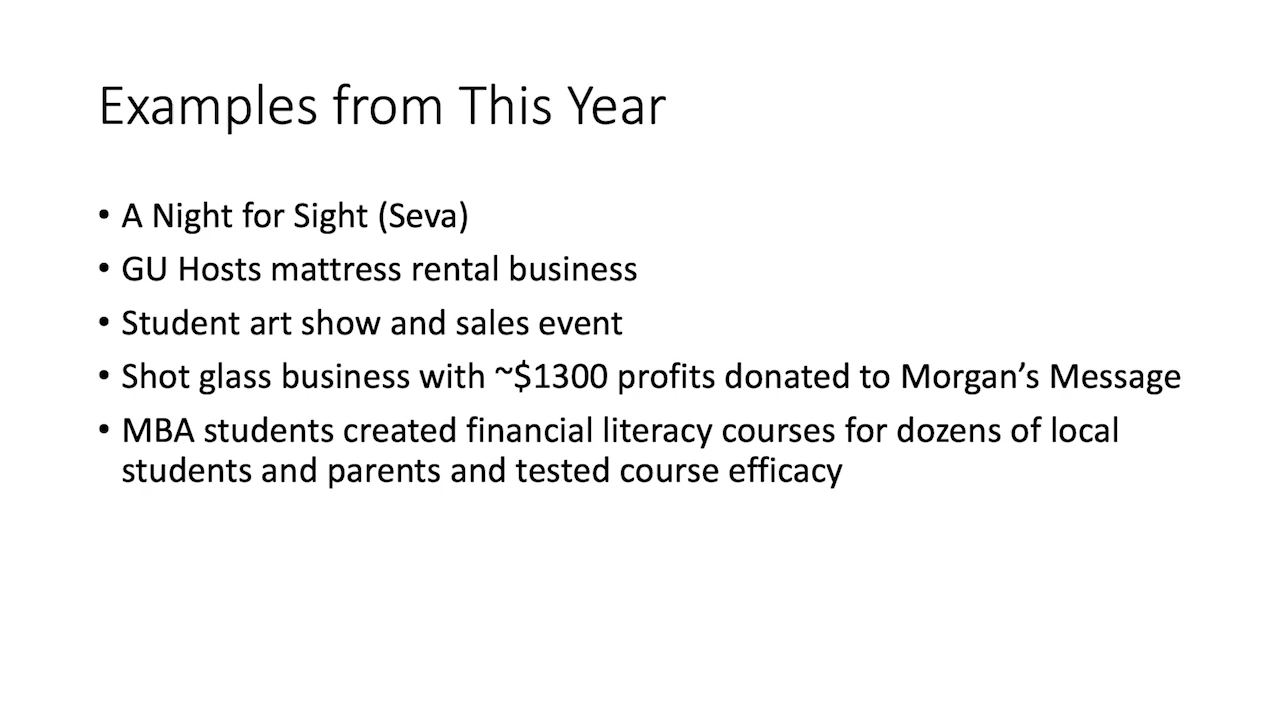 Examples from This Year
• A Night for Sight (Seva)
• GU Hosts mattress rental business
• Student art show and sales event
• Shot glass business with ~$1300 profits donated to Morgan’s Message
• MBA students created financial literacy courses for dozens of local
students and parents and tested course efficacy